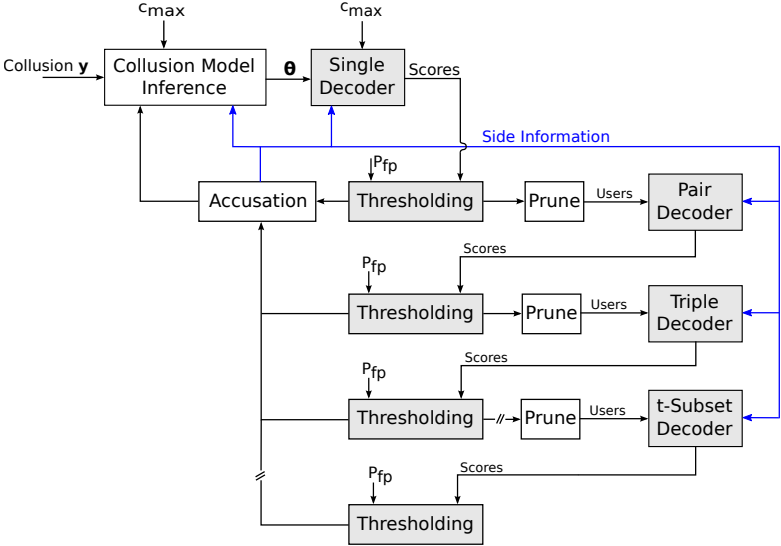 cmax
cmax
Collusion y
Collusion Model
Inference
θ
Single
Decoder
Scores
Side Information
Pfp
Accusation
Thresholding
Prune
Users
Pair
Decoder
Scores
Pfp
Thresholding
Prune
Users
Triple
Decoder
Scores
Pfp
Thresholding
Prune
Users
t-Subset
Decoder
Scores
Pfp
Thresholding